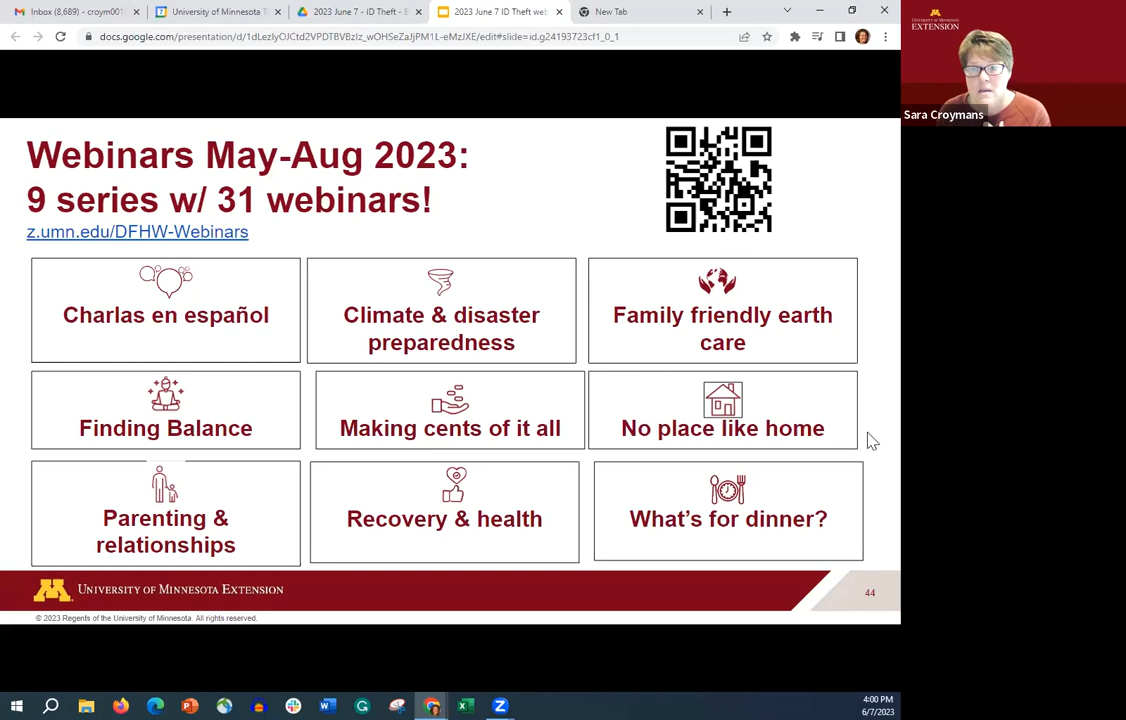 Inbox (8,689) - croym001
University of Minnesota T
2023 June 7 - ID Theft - E
2023 June 7 ID Theft web
New Tab
docs.google.com/presentation/d/1dLezIyOJCtd2VPDTBVBzIz_wOHSeZaJjPM1L-eMzJXE/edit#slide=id.g24193723cf1_0_1
EXTENSION
Sara Croymans
Webinars May-Aug 2023:
9 series w/ 31 webinars!
z.umn.edu/DFHW-Webinars
Charlas en español
Climate & disaster
preparedness
Family friendly earth
care
Finding Balance
Making cents of it all
No place like home
Parenting &
relationships
Recovery & health
What's for dinner?
UNIVERSITY OF MINNESOTA EXTENSION
44
© 2023 Regents of the University of Minnesota. All rights reserved.
4:00 PM
6/7/2023